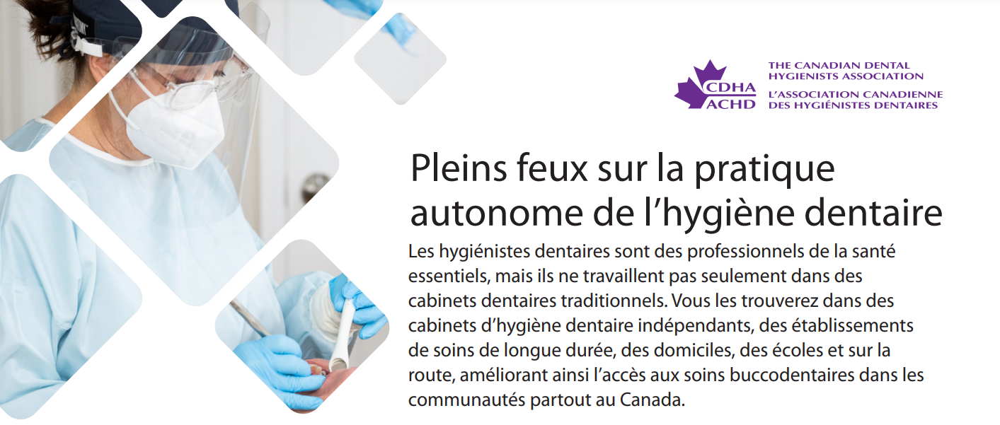 THE CANADIAN DENTAL
HYGIENISTS ASSOCIATION
CDHA
ACHD
L’ASSOCIATION CANADIENNE
DES HYGIÉNISTES DENTAIRES
Pleins feux sur la pratique
autonome de l’hygiène dentaire
Les hygiénistes dentaires sont des professionnels de la santé
essentiels, mais ils ne travaillent pas seulement dans des
cabinets dentaires traditionnels. Vous les trouverez dans des
cabinets d’hygiène dentaire indépendants, des établissements
de soins de longue durée, des domiciles, des écoles et sur la
route, améliorant ainsi l’accès aux soins buccodentaires dans les
communautés partout au Canada.